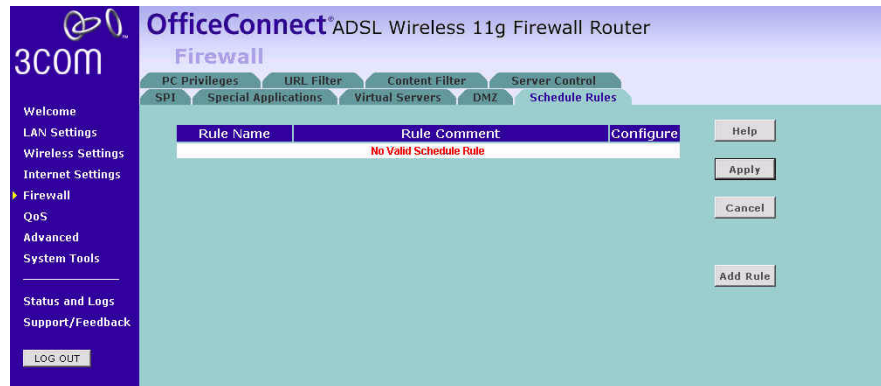 3COM
OfficeConnect® ADSL Wireless 11g Firewall Router
Firewall
PC Privileges URL Filter Content Filter Server Control
SPI Special Applications Virtual Servers DMZ Schedule Rules
Welcome
LAN Settings
Wireless Settings
Internet Settings
Firewall
QoS
Advanced
System Tools
Status and Logs
Support/Feedback
LOG OUT
Rule Name Rule Comment Configure
No Valid Schedule Rule
Help
Apply
Cancel
Add Rule